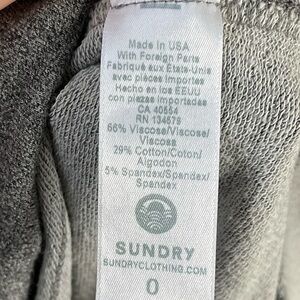 Made in USA
With Foreign Parts
Fabriqué aux États-Unis
avec pièces importées
Hecho en los EEUU
con piezas importadas
CA 40554
RN 134579
66% Viscose/Viscose/
Viscosa
29% Cotton/Coton/
Algodon
5% Spandex/Spandex/
Spandex
SUNDRY
SUNDRYCLOTHING.COM
0